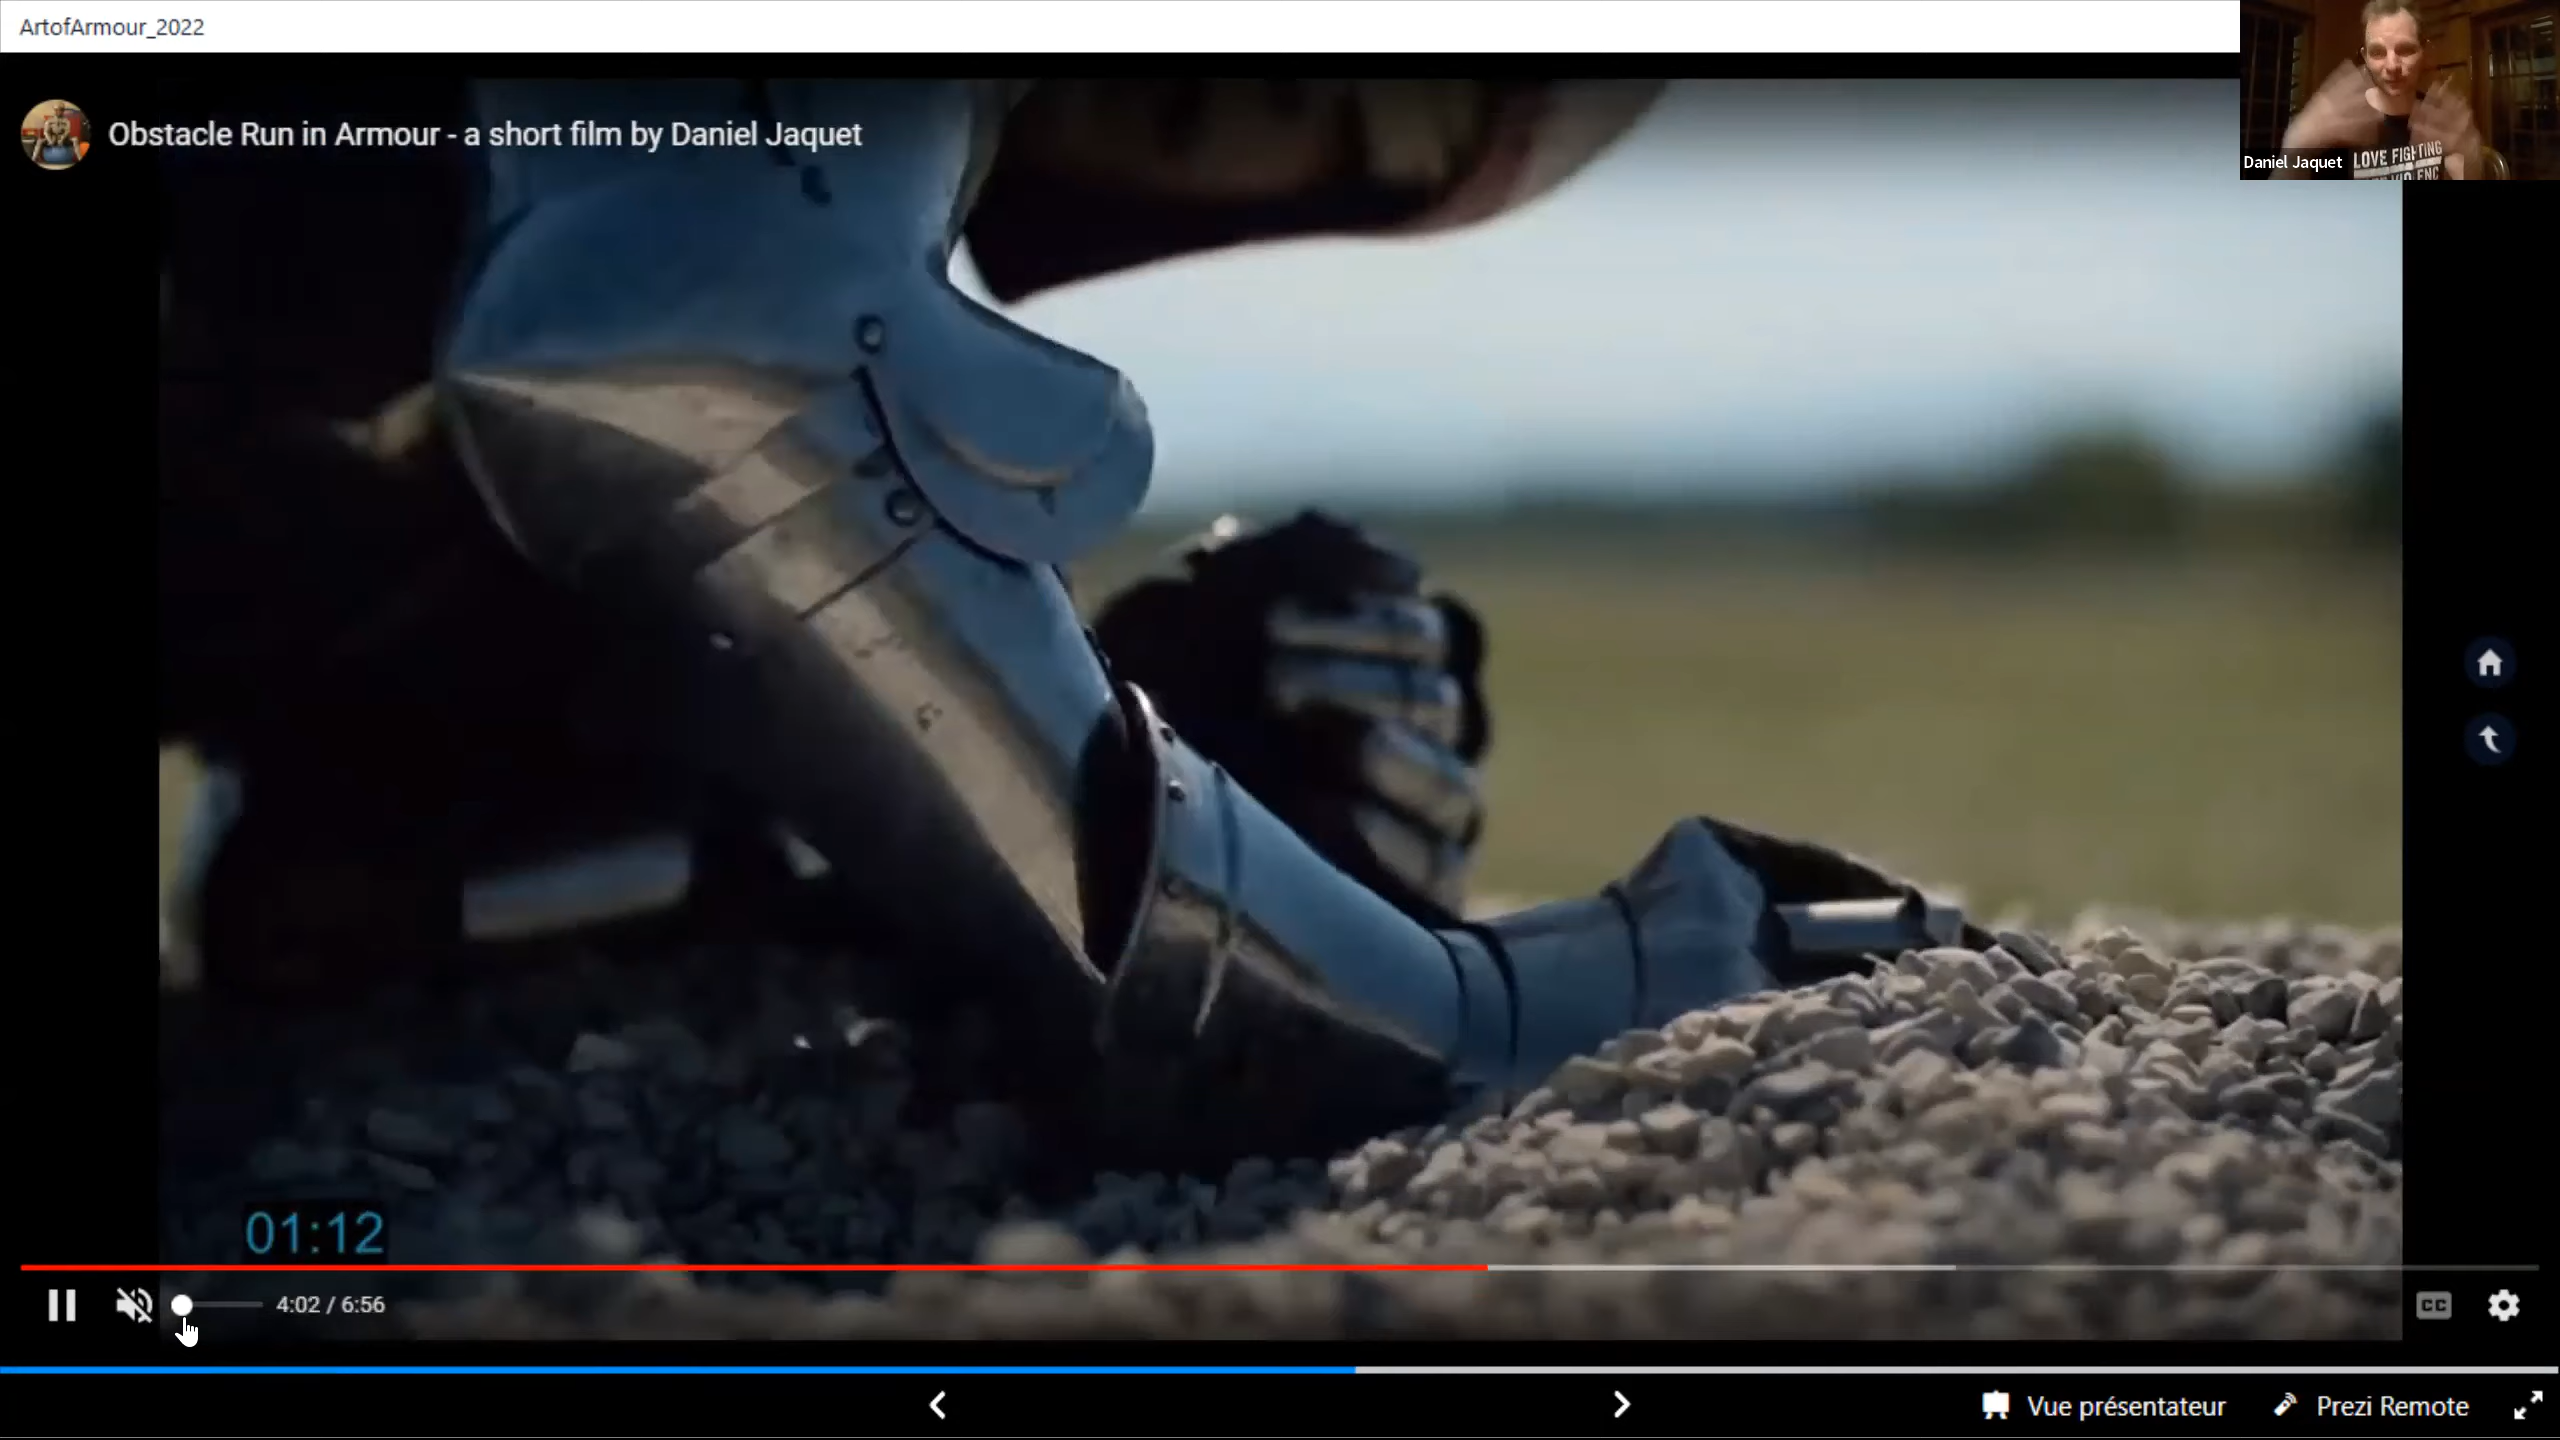 ArtofArmour_2022
Obstacle Run in Armour - a short film by Daniel Jaquet
Daniel Jaquet
LOVE FIGHTING
01:12
4:02 / 6:56
CC
Vue présentateur
Prezi Remote